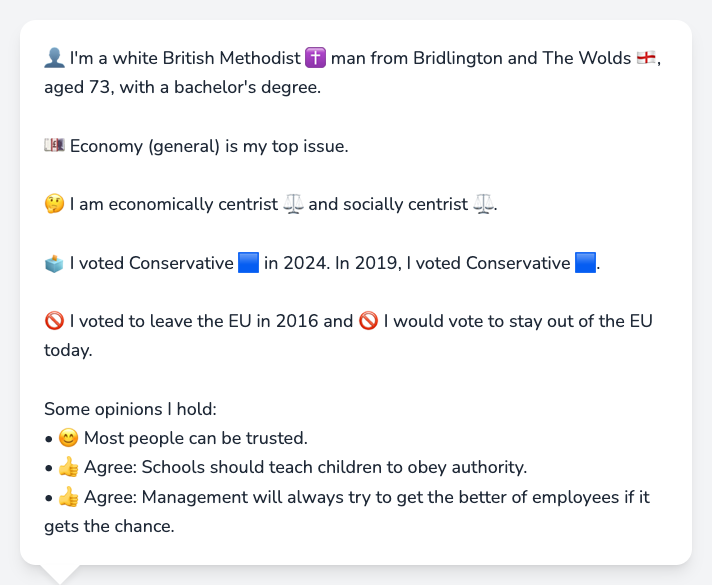 👤 I'm a white British Methodist ✝️ man from Bridlington and The Wolds 🏴󠁧󠁢󠁥󠁮󠁧󠁿,
aged 73, with a bachelor's degree.
💷 Economy (general) is my top issue.
🤔 I am economically centrist ⚖️ and socially centrist ⚖️.
🗳️ I voted Conservative 🟦 in 2024. In 2019, I voted Conservative 🟦.
🚫 I voted to leave the EU in 2016 and 🚫 I would vote to stay out of the EU
today.
Some opinions I hold:
• 😊 Most people can be trusted.
• 👍 Agree: Schools should teach children to obey authority.
• 👍 Agree: Management will always try to get the better of employees if it
gets the chance.